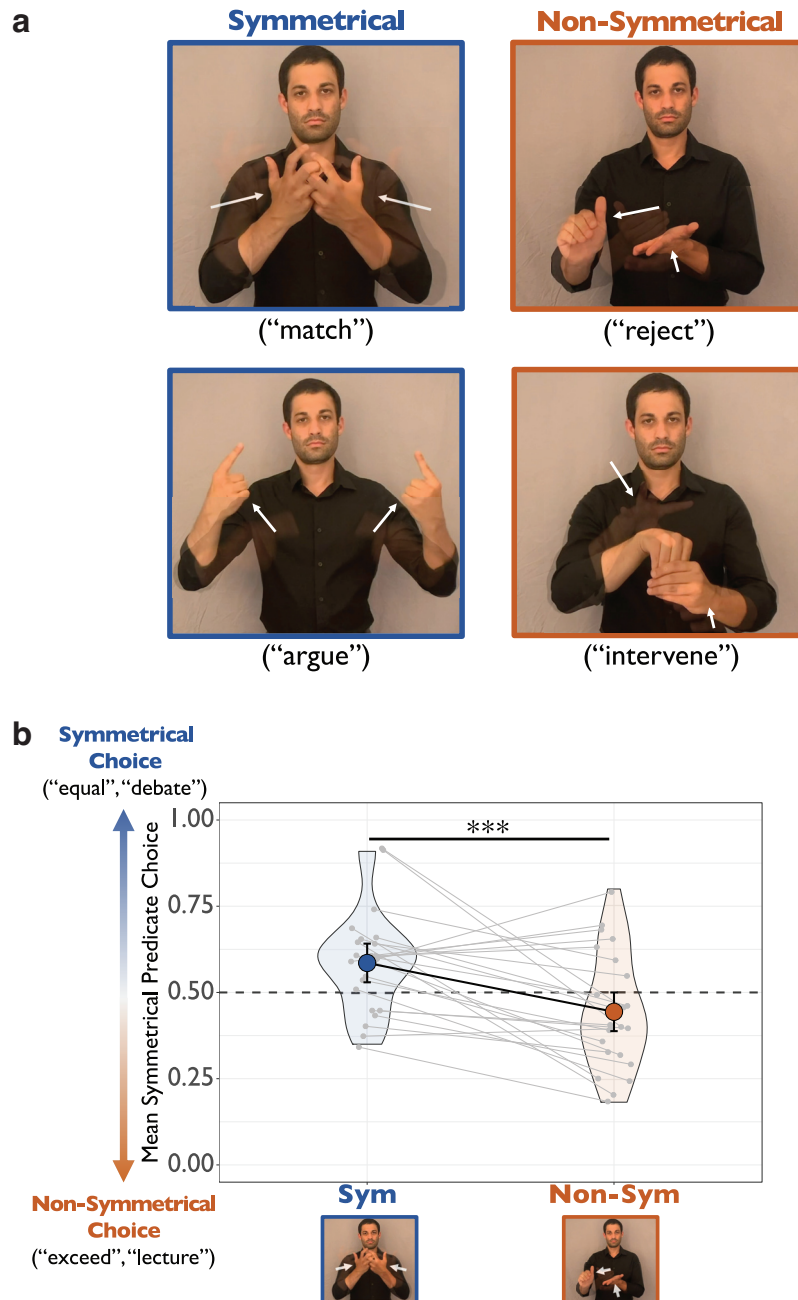 a
Symmetrical
Non-Symmetrical
(“match”)
(“reject”)
(“argue”)
(“intervene”)
b
Symmetrical
Choice
(“equal”, “debate”)
Mean Symmetrical Predicate Choice
1.00
0.75
0.50
0.25
0.00
***
Non-Symmetrical
Choice
(“exceed”, “lecture”)
Sym
Non-Sym